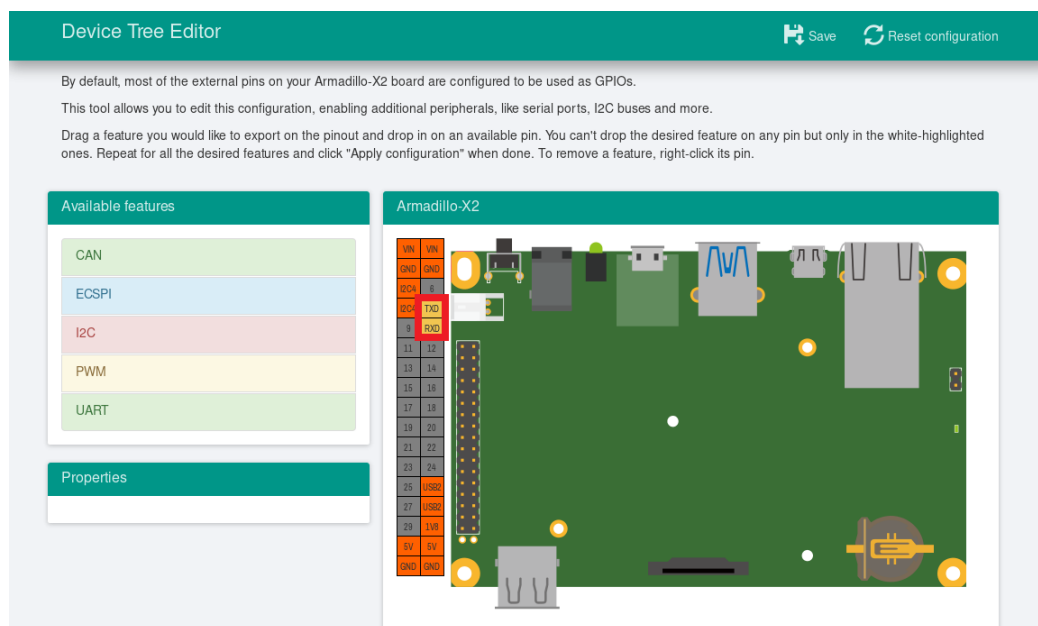 Device Tree Editor
Save
Reset configuration
By default, most of the external pins on your Armadillo-X2 board are configured to be used as GPIOs.
This tool allows you to edit this configuration, enabling additional peripherals, like serial ports, I2C buses and more.
Drag a feature you would like to export on the pinout and drop in on an available pin. You can't drop the desired feature on any pin but only in the white-highlighted
ones. Repeat for all the desired features and click "Apply configuration" when done. To remove a feature, right-click its pin.
Available features
CAN
ECSPI
I2C
PWM
UART
Properties
Armadillo-X2
VIN VIN
GND GND
I2C4 6
I2C4 TXD
9 RXD
11 12
13 14
15 16
17 18
19 20
21 22
23 24
25 USB2
27 USB2
29 1V8
5V 5V
GND GND